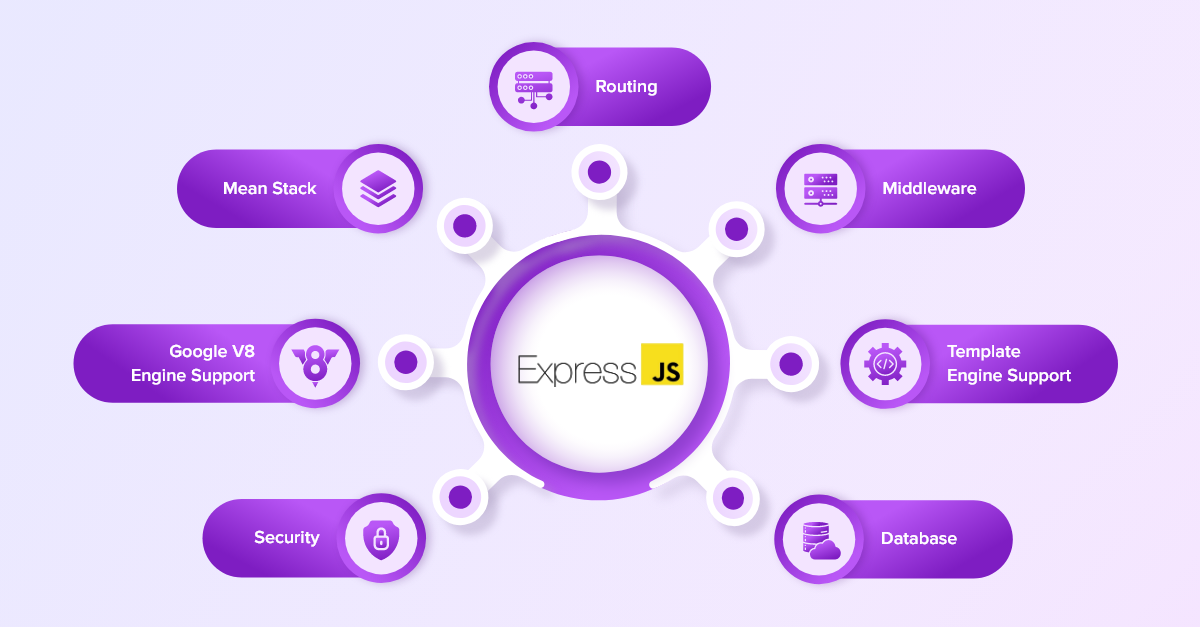 Routing
Mean Stack
Middleware
Google V8
Engine Support
Express JS
Template
Engine Support
Security
Database